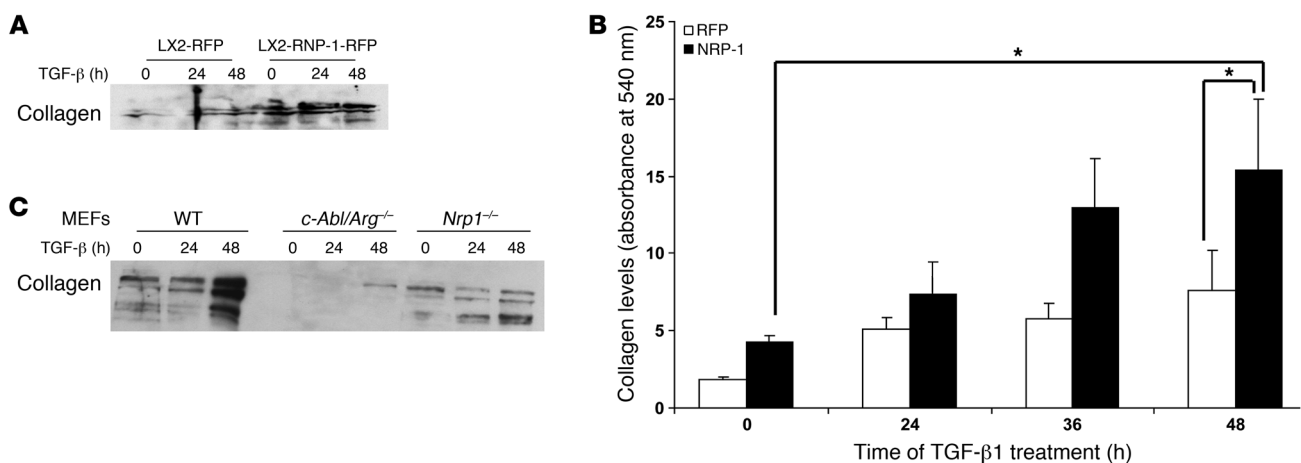 A
LX2-RFP LX2-RNP-1-RFP
TGF-β (h) 0 24 48 0 24 48
Collagen
C
MEFs WT c-Abl/Arg–/– Nrp1–/–
TGF-β (h) 0 24 48 0 24 48 0 24 48
Collagen
B
Collagen levels (absorbance at 540 nm)
25
20
15
10
5
0
RFP
NRP-1
*
*
0 24 36 48
Time of TGF-β1 treatment (h)